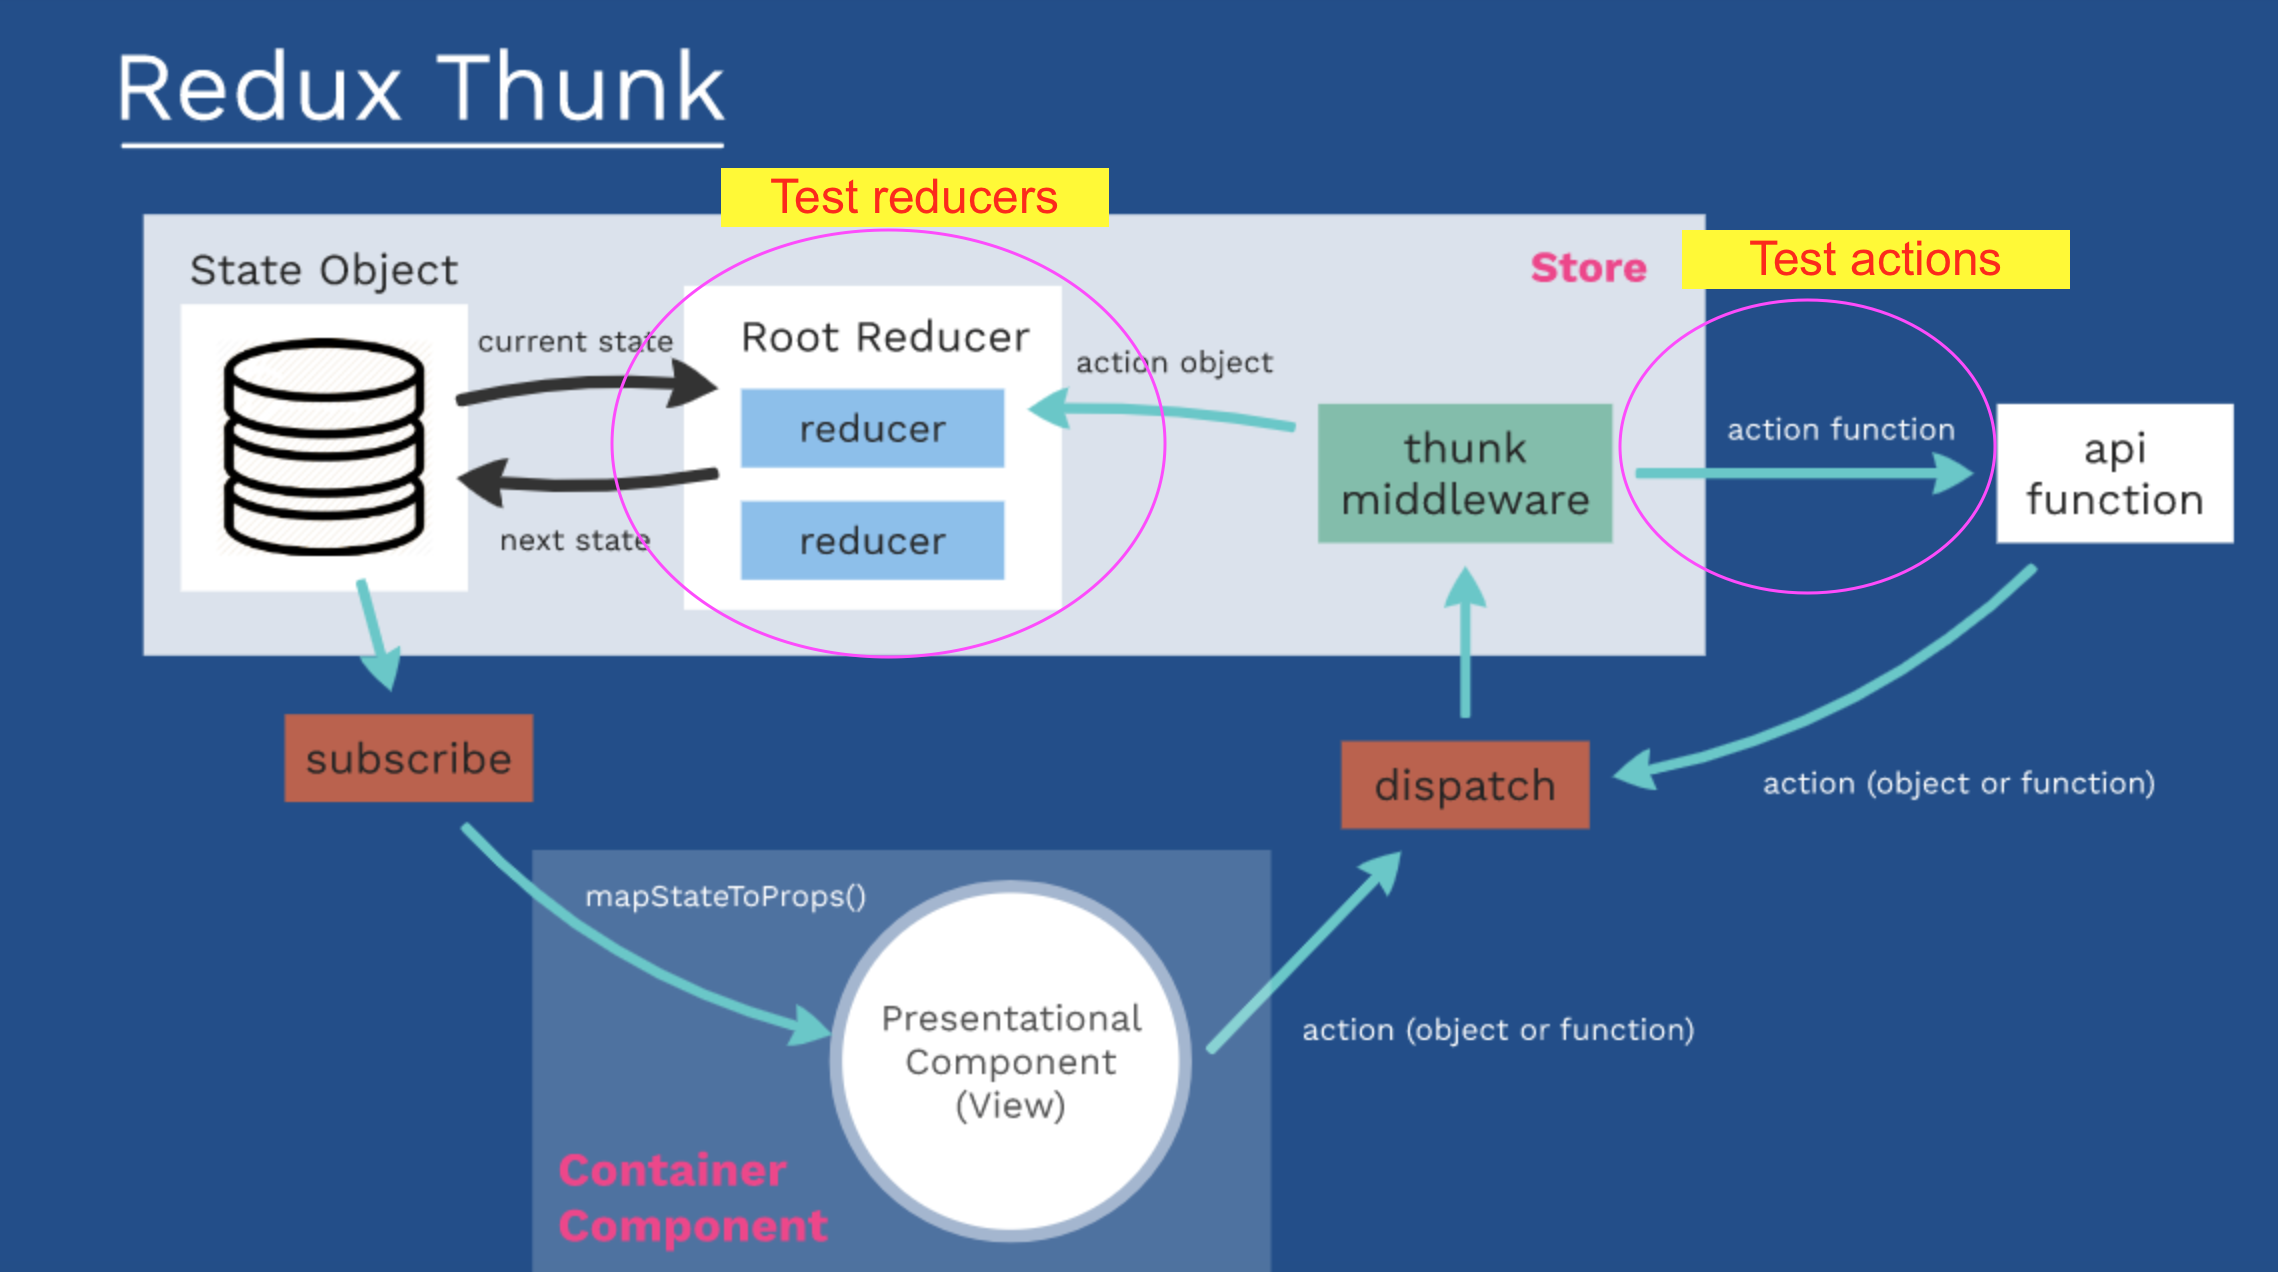 Redux Thunk
Test reducers
Test actions
State Object
Store
current state
Root Reducer
action object
reducer
reducer
next state
thunk
middleware
action function
api
function
subscribe
dispatch
action (object or function)
mapStateToProps()
Presentational
Component
(View)
action (object or function)
Container
Component